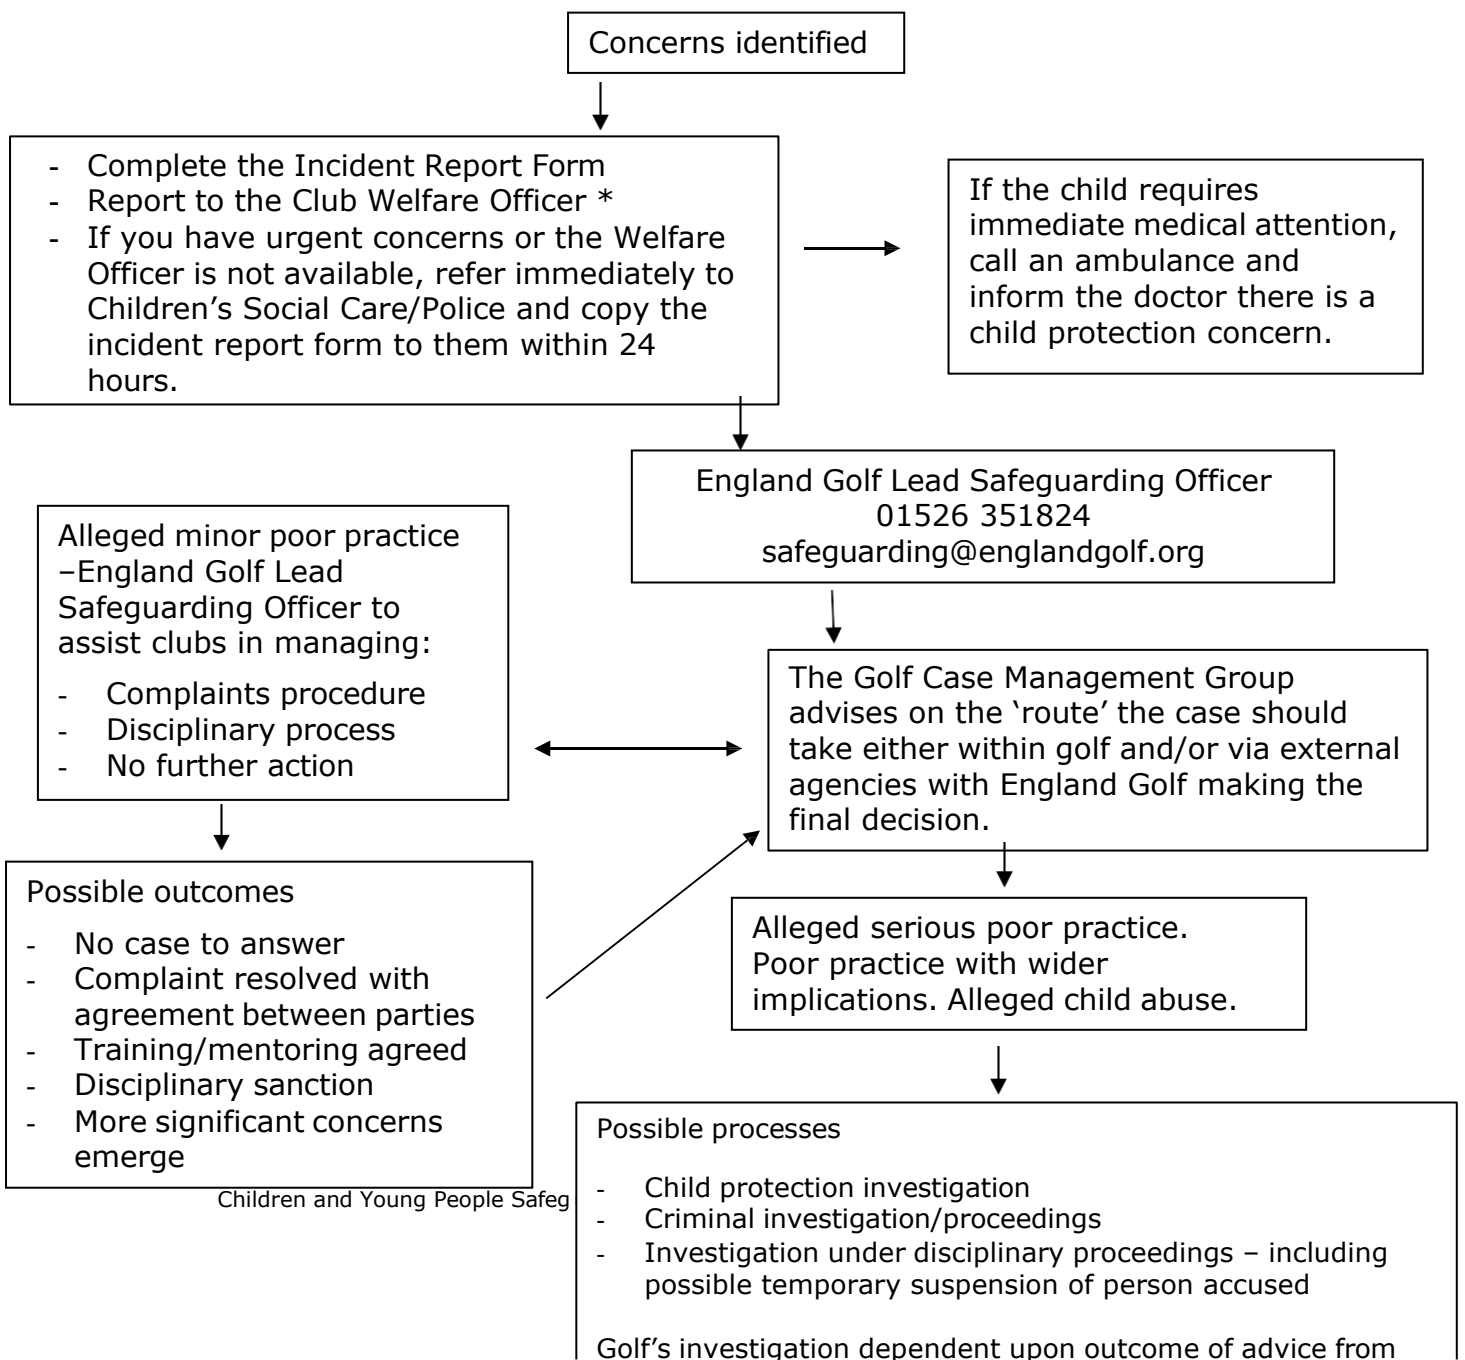 Concerns identified
- Complete the Incident Report Form
- Report to the Club Welfare Officer *
- If you have urgent concerns or the Welfare
Officer is not available, refer immediately to
Children’s Social Care/Police and copy the
incident report form to them within 24
hours.
If the child requires
immediate medical attention,
call an ambulance and
inform the doctor there is a
child protection concern.
England Golf Lead Safeguarding Officer
01526 351824
safeguarding@englandgolf.org
Alleged minor poor practice
–England Golf Lead
Safeguarding Officer to
assist clubs in managing:
- Complaints procedure
- Disciplinary process
- No further action
The Golf Case Management Group
advises on the ‘route’ the case should
take either within golf and/or via external
agencies with England Golf making the
final decision.
Possible outcomes
- No case to answer
- Complaint resolved with
agreement between parties
- Training/mentoring agreed
- Disciplinary sanction
- More significant concerns
emerge
Alleged serious poor practice.
Poor practice with wider
implications. Alleged child abuse.
Possible processes
- Child protection investigation
- Criminal investigation/proceedings
- Investigation under disciplinary proceedings – including
possible temporary suspension of person accused
Golf’s investigation dependent upon outcome of advice from
Children and Young People Safeg